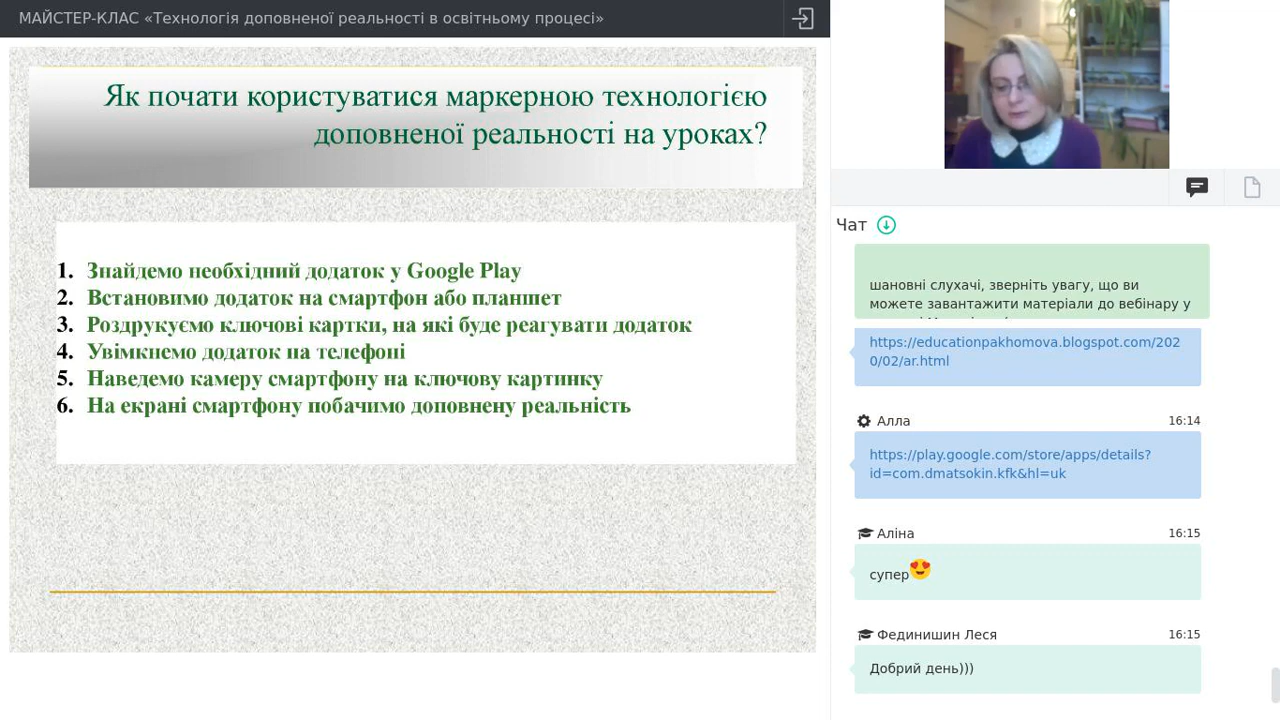 МАЙСТЕР-КЛАС «Технологія доповненої реальності в освітньому процесі»
Як почати користуватися маркерною технологією
доповненої реальності на уроках?
1. Знайдемо необхідний додаток у Google Play
2. Встановимо додаток на смартфон або планшет
3. Роздрукуємо ключові картки, на які буде реагувати додаток
4. Увімкнемо додаток на телефоні
5. Наведемо камеру смартфону на ключову картинку
6. На екрані смартфону побачимо доповнену реальність
Чат
шановні слухачі, зверніть увагу, що ви
можете завантажити матеріали до вебінару у
https://educationpakhomova.blogspot.com/202
0/02/ar.html
Алла 16:14
https://play.google.com/store/apps/details?
id=com.dmatsokin.kfk&hl=uk
Аліна 16:15
супер😍
Фединишин Леся 16:15
Добрий день)))